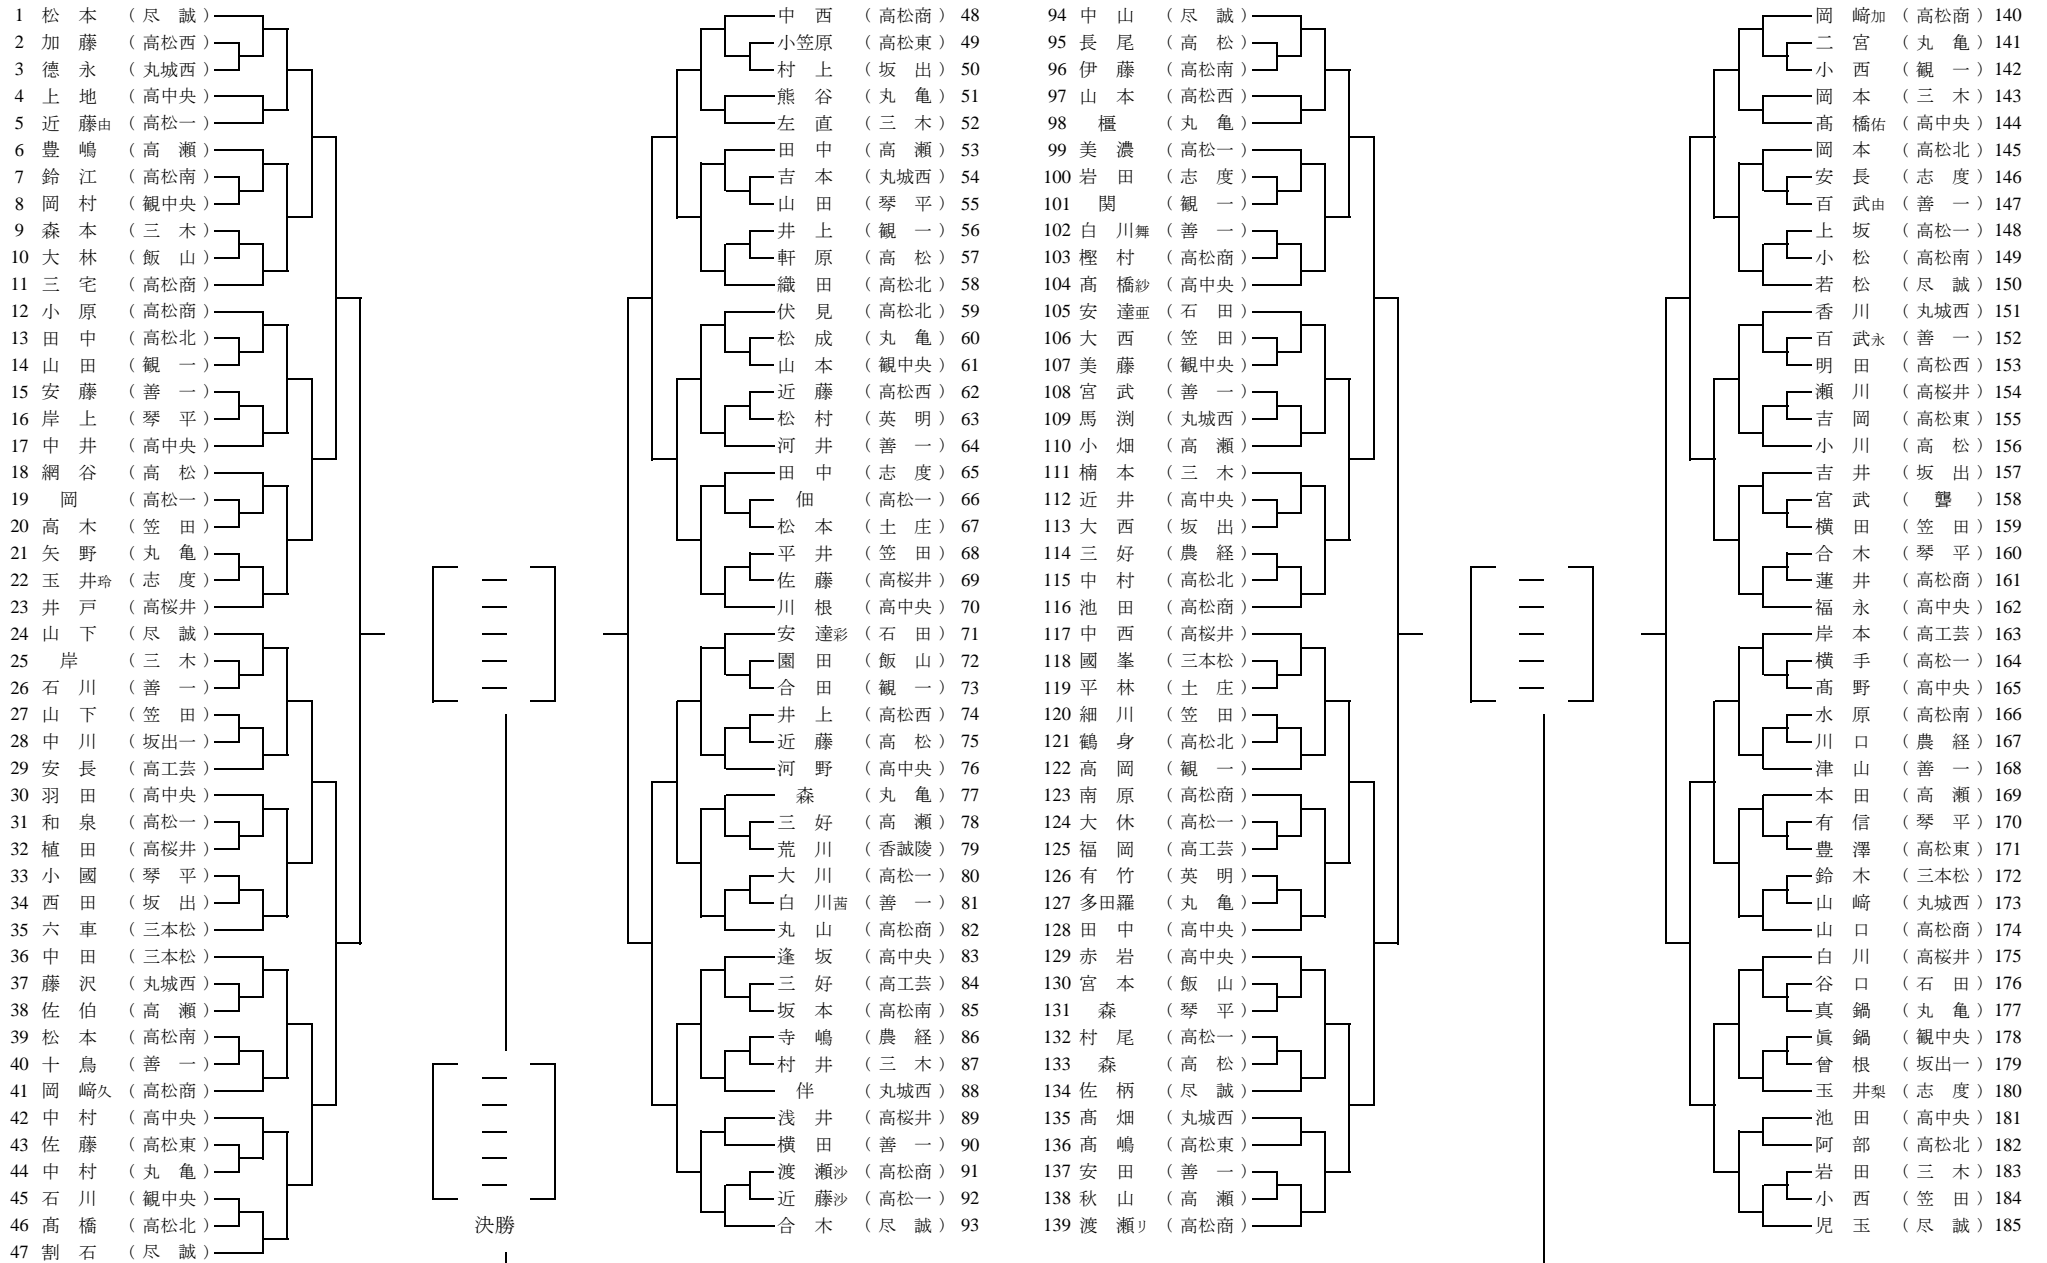 1 松 本 （尽 誠）
2 加 藤 （高松西）
3 德 永 （丸城西）
4 上 地 （高中央）
5 近 藤由 （高松一）
6 豊 嶋 （高 瀬）
7 鈴 江 （高松南）
8 岡 村 （観中央）
9 森 本 （三 木）
10 大 林 （飯 山）
11 三 宅 （高松商）
12 小 原 （高松商）
13 田 中 （高松北）
14 山 田 （観 一）
15 安 藤 （善 一）
16 岸 上 （琴 平）
17 中 井 （高中央）
18 網 谷 （高 松）
19 岡 （高松一）
20 高 木 （笠 田）
21 矢 野 （丸 亀）
22 玉 井玲 （志 度）
23 井 戸 （高桜井）
24 山 下 （尽 誠）
25 岸 （三 木）
26 石 川 （善 一）
27 山 下 （笠 田）
28 中 川 （坂出一）
29 安 長 （高工芸）
30 羽 田 （高中央）
31 和 泉 （高松一）
32 植 田 （高桜井）
33 小 國 （琴 平）
34 西 田 （坂 出）
35 六 車 （三本松）
36 中 田 （三本松）
37 藤 沢 （丸城西）
38 佐 伯 （高 瀬）
39 松 本 （高松南）
40 十 鳥 （善 一）
41 岡 﨑久 （高松商）
42 中 村 （高中央）
43 佐 藤 （高松東）
44 中 村 （丸 亀）
45 石 川 （観中央）
46 髙 橋 （高松北）
47 割 石 （尽 誠）
決勝
中 西 （高松商） 48
小笠原 （高松東） 49
村 上 （坂 出） 50
熊 谷 （丸 亀） 51
左 直 （三 木） 52
田 中 （高 瀬） 53
吉 本 （丸城西） 54
山 田 （琴 平） 55
井 上 （観 一） 56
軒 原 （高 松） 57
織 田 （高松北） 58
伏 見 （高松北） 59
松 成 （丸 亀） 60
山 本 （観中央） 61
近 藤 （高松西） 62
松 村 （英 明） 63
河 井 （善 一） 64
田 中 （志 度） 65
佃 （高松一） 66
松 本 （土 庄） 67
平 井 （笠 田） 68
佐 藤 （高桜井） 69
川 根 （高中央） 70
安 達彩 （石 田） 71
園 田 （飯 山） 72
合 田 （観 一） 73
井 上 （高松西） 74
近 藤 （高 松） 75
河 野 （高中央） 76
森 （丸 亀） 77
三 好 （高 瀬） 78
荒 川 （香誠陵） 79
大 川 （高松一） 80
白 川茜 （善 一） 81
丸 山 （高松商） 82
逢 坂 （高中央） 83
三 好 （高工芸） 84
坂 本 （高松南） 85
寺 嶋 （農 経） 86
村 井 （三 木） 87
伴 （丸城西） 88
浅 井 （高桜井） 89
横 田 （善 一） 90
渡 瀬沙 （高松商） 91
近 藤沙 （高松一） 92
合 木 （尽 誠） 93
94 中 山 （尽 誠）
95 長 尾 （高 松）
96 伊 藤 （高松南）
97 山 本 （高松西）
98 橿 （丸 亀）
99 美 濃 （高松一）
100 岩 田 （志 度）
101 関 （観 一）
102 白 川舞 （善 一）
103 樫 村 （高松商）
104 髙 橋紗 （高中央）
105 安 達亜 （石 田）
106 大 西 （笠 田）
107 美 藤 （観中央）
108 宮 武 （善 一）
109 馬 渕 （丸城西）
110 小 畑 （高 瀬）
111 楠 本 （三 木）
112 近 井 （高中央）
113 大 西 （坂 出）
114 三 好 （農 経）
115 中 村 （高松北）
116 池 田 （高松商）
117 中 西 （高桜井）
118 國 峯 （三本松）
119 平 林 （土 庄）
120 細 川 （笠 田）
121 鶴 身 （高松北）
122 高 岡 （観 一）
123 南 原 （高松商）
124 大 休 （高松一）
125 福 岡 （高工芸）
126 有 竹 （英 明）
127 多田羅 （丸 亀）
128 田 中 （高中央）
129 赤 岩 （高中央）
130 宮 本 （飯 山）
131 森 （琴 平）
132 村 尾 （高松一）
133 森 （高 松）
134 佐 柄 （尽 誠）
135 髙 畑 （丸城西）
136 髙 嶋 （高松東）
137 安 田 （善 一）
138 秋 山 （高 瀬）
139 渡 瀬リ （高松商）
岡 﨑加 （高松商） 140
二 宮 （丸 亀） 141
小 西 （観 一） 142
岡 本 （三 木） 143
髙 橋佑 （高中央） 144
岡 本 （高松北） 145
安 長 （志 度） 146
百 武由 （善 一） 147
上 坂 （高松一） 148
小 松 （高松南） 149
若 松 （尽 誠） 150
香 川 （丸城西） 151
百 武永 （善 一） 152
明 田 （高松西） 153
瀬 川 （高桜井） 154
吉 岡 （高松東） 155
小 川 （高 松） 156
吉 井 （坂 出） 157
宮 武 （ 聾 ） 158
横 田 （笠 田） 159
合 木 （琴 平） 160
蓮 井 （高松商） 161
福 永 （高中央） 162
岸 本 （高工芸） 163
横 手 （高松一） 164
髙 野 （高中央） 165
水 原 （高松南） 166
川 口 （農 経） 167
津 山 （善 一） 168
本 田 （高 瀬） 169
有 信 （琴 平） 170
豊 澤 （高松東） 171
鈴 木 （三本松） 172
山 﨑 （丸城西） 173
山 口 （高松商） 174
白 川 （高桜井） 175
谷 口 （石 田） 176
真 鍋 （丸 亀） 177
眞 鍋 （観中央） 178
曾 根 （坂出一） 179
玉 井梨 （志 度） 180
池 田 （高中央） 181
阿 部 （高松北） 182
岩 田 （三 木） 183
小 西 （笠 田） 184
児 玉 （尽 誠） 185